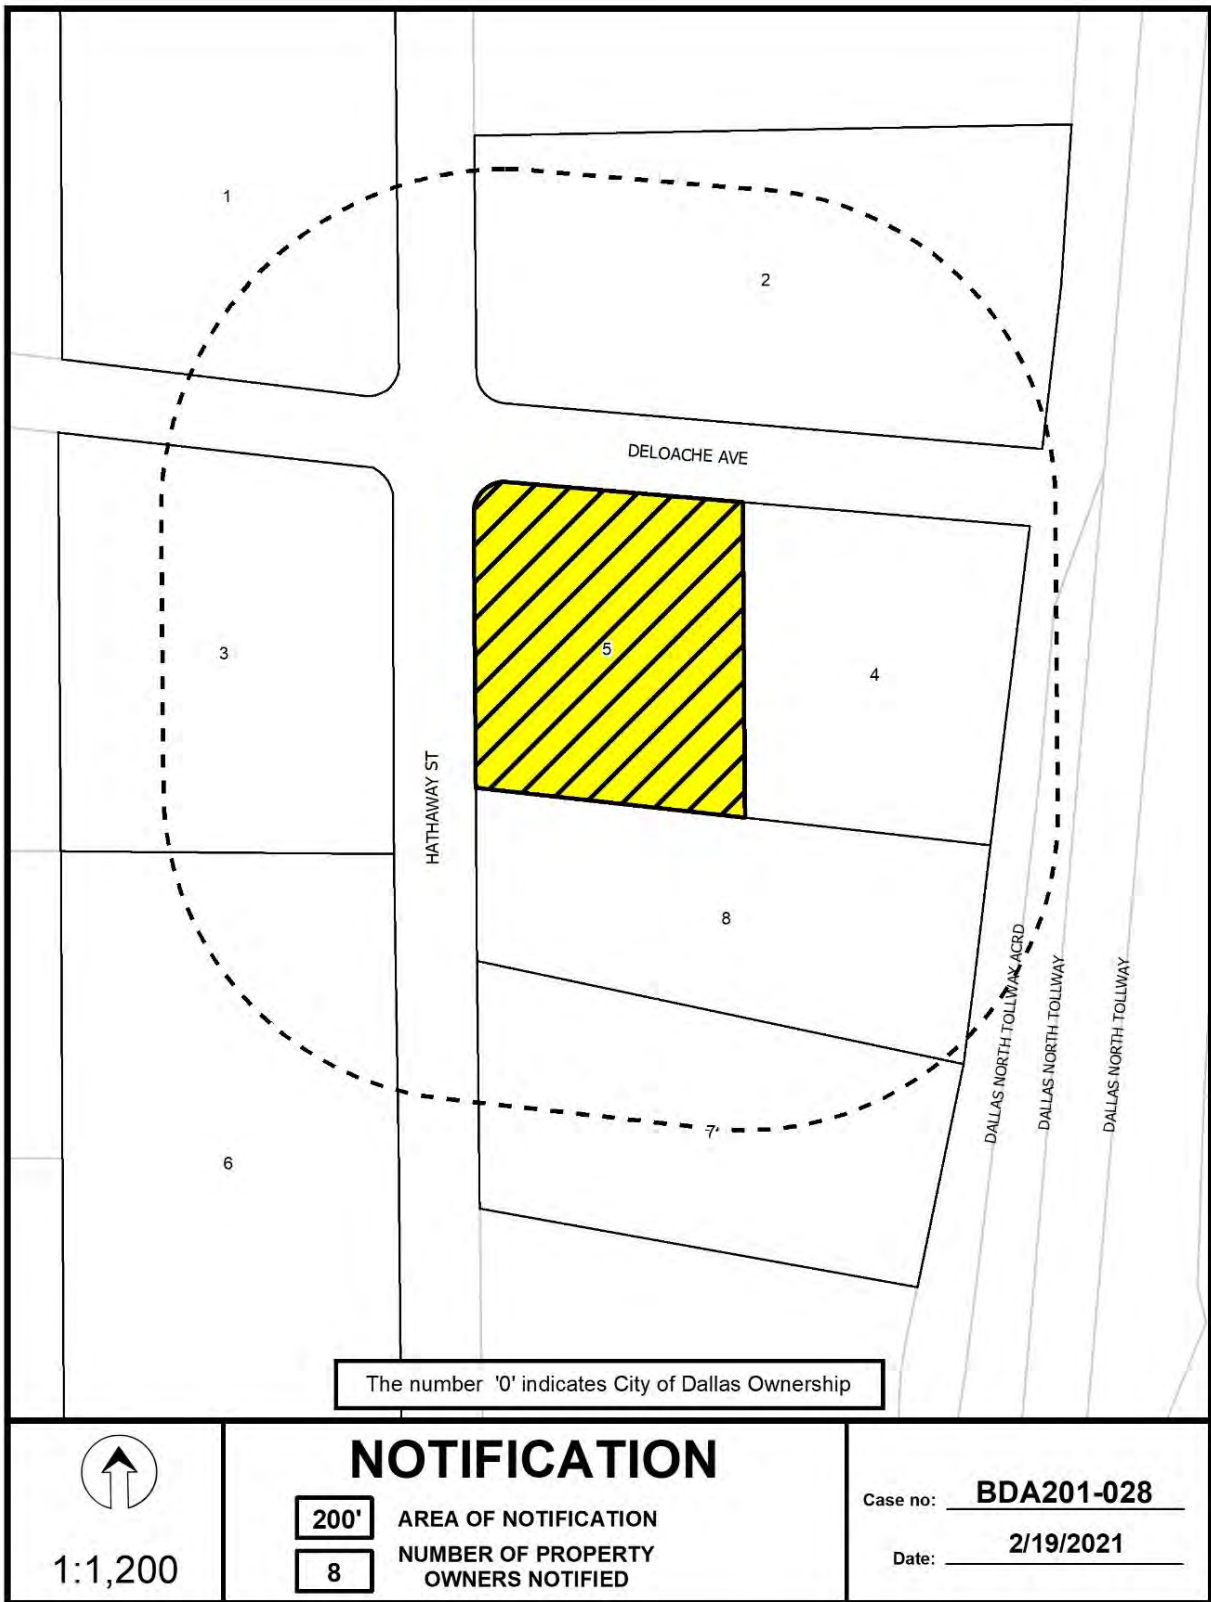 1
2
DELOACHE AVE
5
3
4
HATHAWAY ST
8
DALLAS NORTH TOLLWAY ACRD
DALLAS NORTH TOLLWAY
DALLAS NORTH TOLLWAY
7
6
The number '0' indicates City of Dallas Ownership
1:1,200
NOTIFICATION
200' AREA OF NOTIFICATION
8 NUMBER OF PROPERTY
OWNERS NOTIFIED
Case no: BDA201-028
Date: 2/19/2021